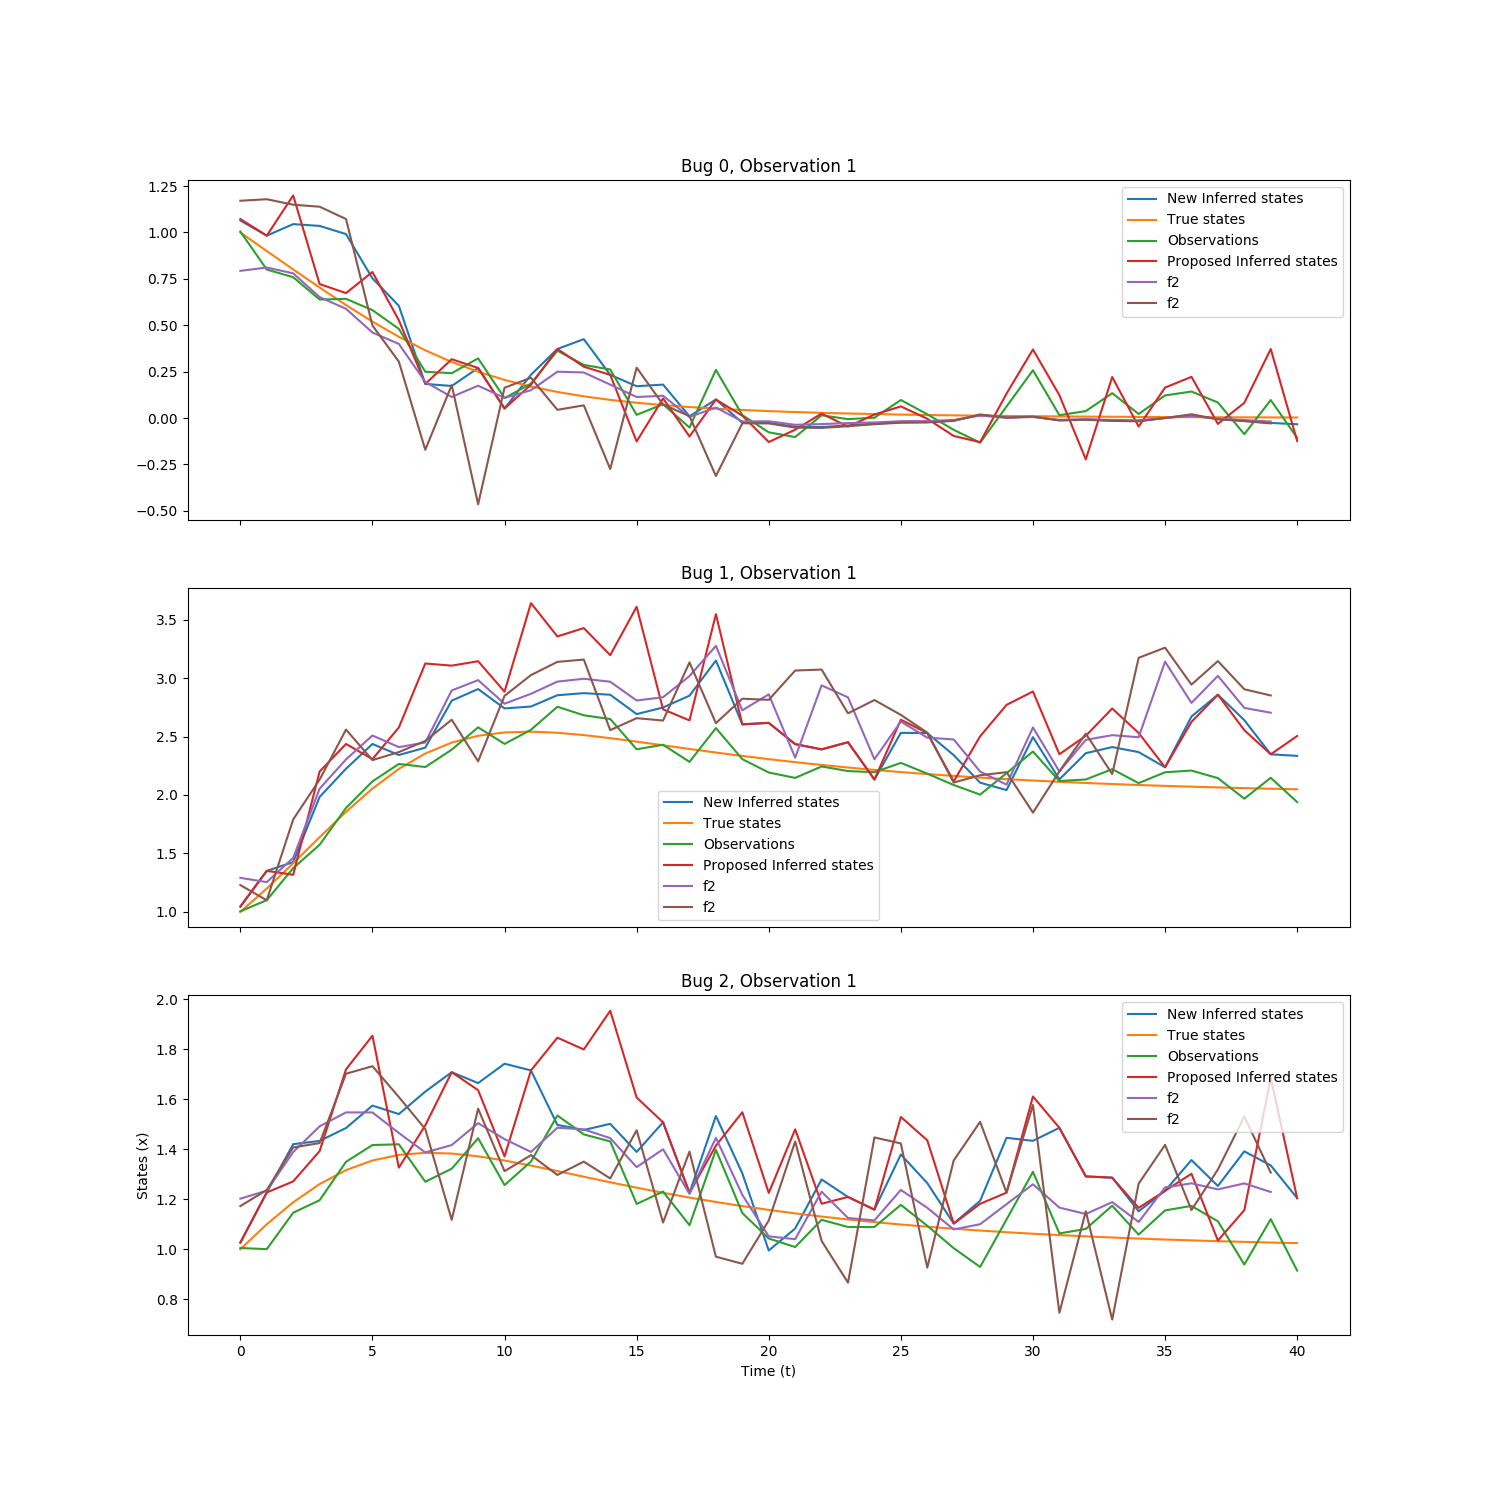 Bug 0, Observation 1
1.25
1.00
0.75
0.50
0.25
0.00
−0.25
−0.50
New Inferred states
True states
Observations
Proposed Inferred states
f2
f2
Bug 1, Observation 1
3.5
3.0
2.5
2.0
1.5
1.0
New Inferred states
True states
Observations
Proposed Inferred states
f2
f2
Bug 2, Observation 1
States (x)
2.0
1.8
1.6
1.4
1.2
1.0
0.8
New Inferred states
True states
Observations
Proposed Inferred states
f2
f2
0 5 10 15 20 25 30 35 40
Time (t)